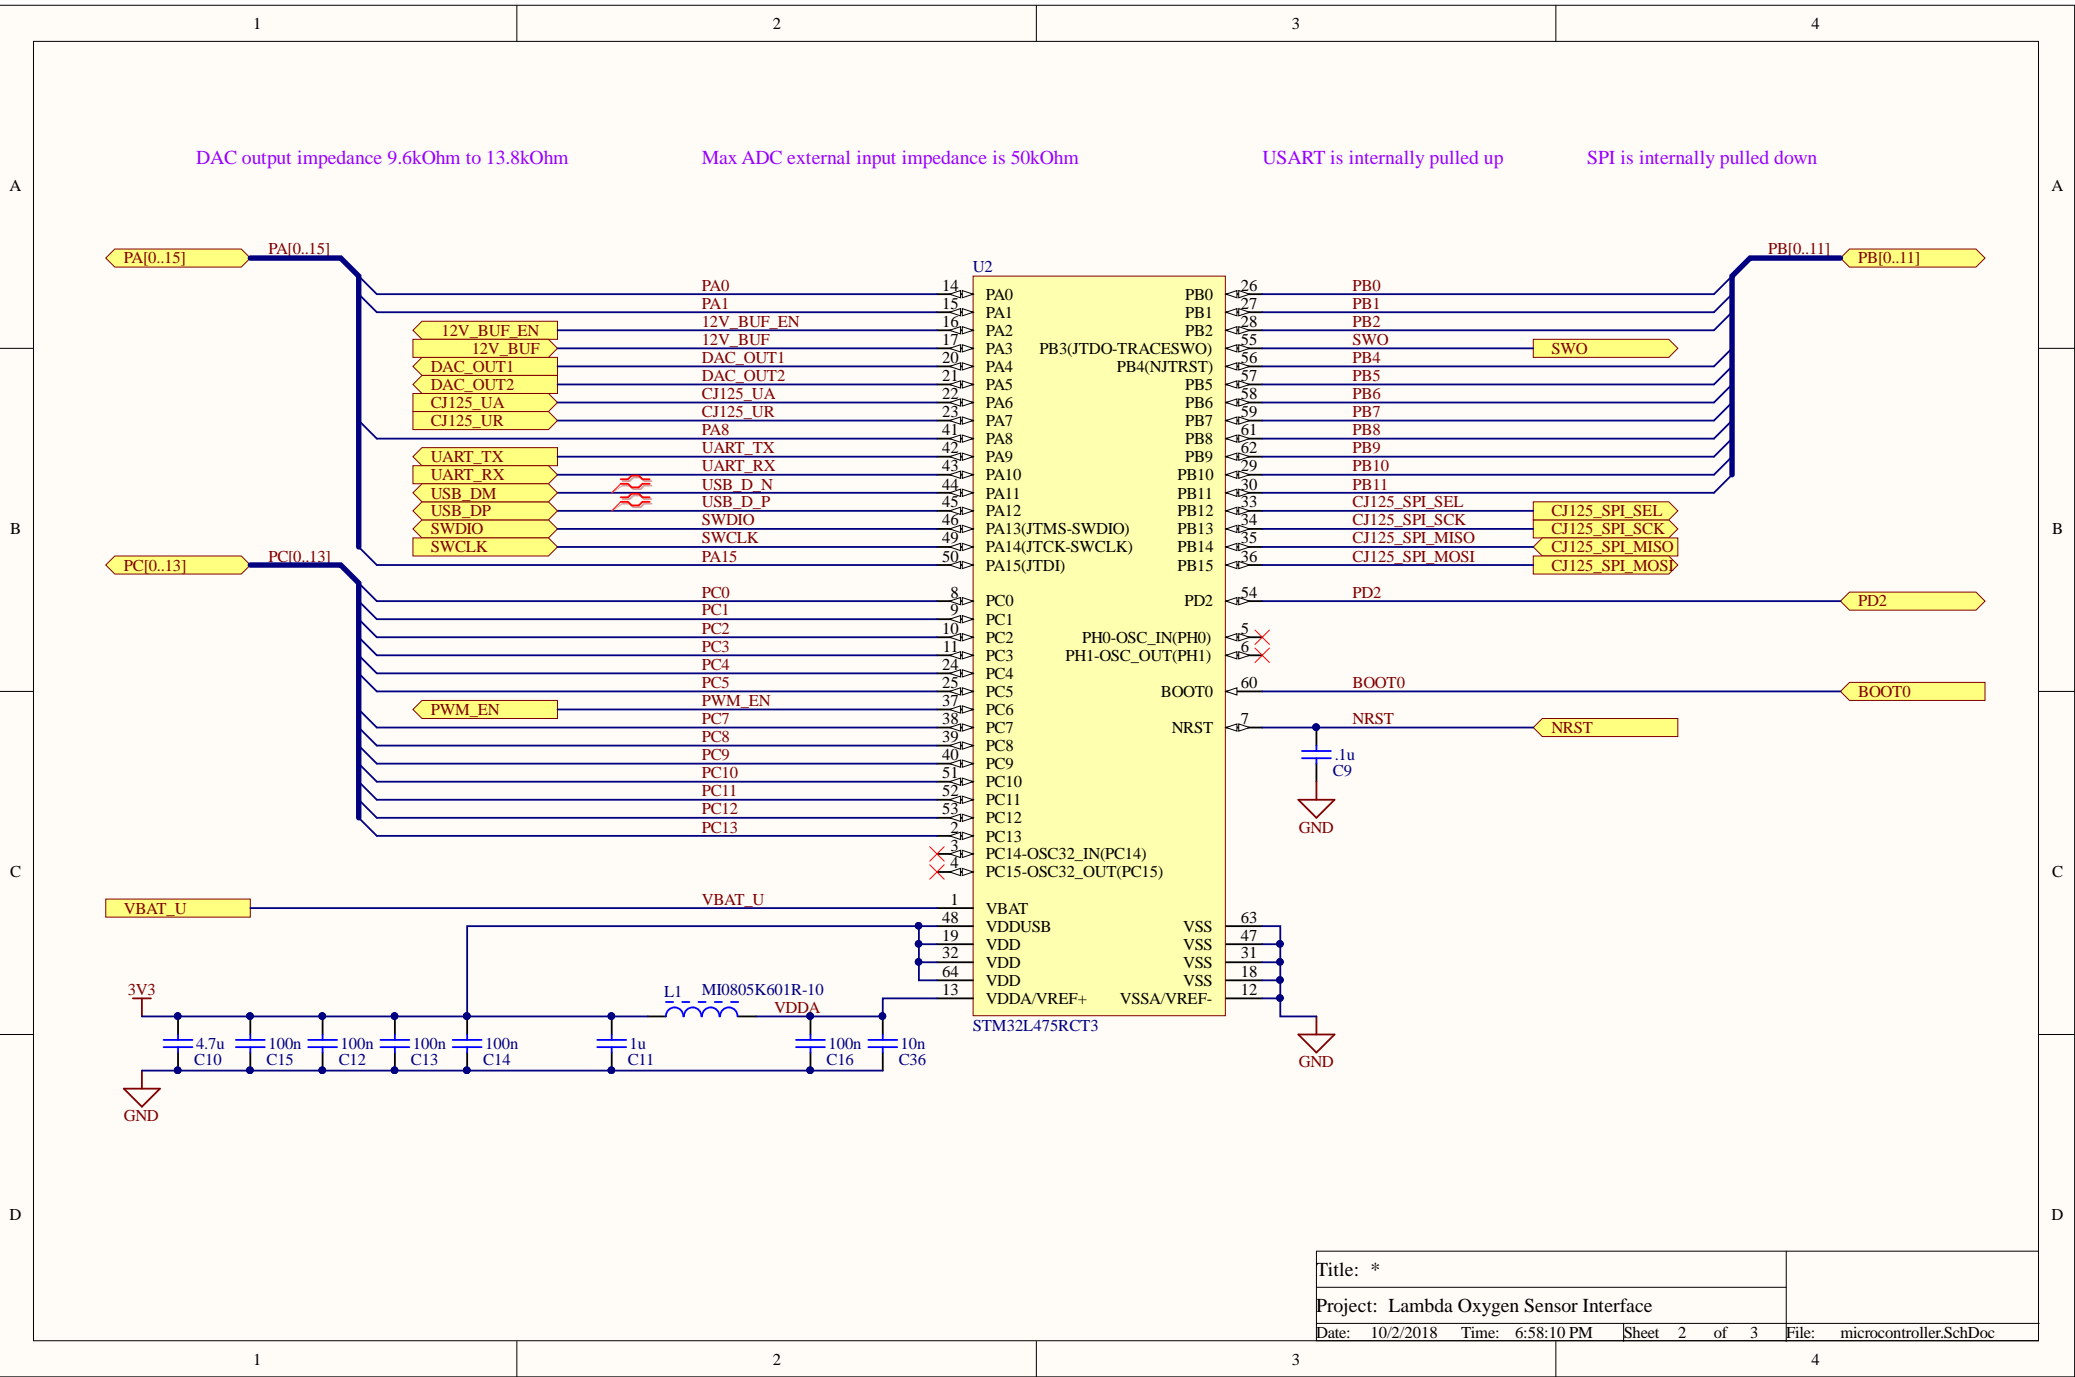 1 2 3 4
DAC output impedance 9.6kOhm to 13.8kOhm
Max ADC external input impedance is 50kOhm
USART is internally pulled up
SPI is internally pulled down
A A
PA[0..15] PA[0..15]
PB[0..11] PB[0..11]
U2
PA0 14 PA0 PB0 26 PB0
PA1 15 PA1 PB1 27 PB1
12V_BUF_EN 12V_BUF_EN 16 PA2 PB2 28 PB2
12V_BUF 12V_BUF 17 PA3 PB3(JTDO-TRACESWO) 55 SWO SWO
DAC_OUT1 DAC_OUT1 20 PA4 PB4(NJTRST) 56 PB4
DAC_OUT2 DAC_OUT2 21 PA5 PB5 57 PB5
CJ125_UA CJ125_UA 22 PA6 PB6 58 PB6
CJ125_UR CJ125_UR 23 PA7 PB7 59 PB7
PA8 41 PA8 PB8 61 PB8
UART_TX UART_TX 42 PA9 PB9 62 PB9
UART_RX UART_RX 43 PA10 PB10 29 PB10
USB_DM USB_D_N 44 PA11 PB11 30 PB11
USB_DP USB_D_P 45 PA12 PB12 33 CJ125_SPI_SEL CJ125_SPI_SEL
B SWDIO SWDIO 46 PA13(JTMS-SWDIO) PB13 34 CJ125_SPI_SCK CJ125_SPI_SCK B
SWCLK SWCLK 49 PA14(JTCK-SWCLK) PB14 35 CJ125_SPI_MISO CJ125_SPI_MISO
PC[0..13] PC[0..13] PA15 50 PA15(JTDI) PB15 36 CJ125_SPI_MOSI CJ125_SPI_MOSI
PC0 8 PC0 PD2 54 PD2 PD2
PC1 9 PC1
PC2 10 PC2 PH0-OSC_IN(PH0) 5
PC3 11 PC3 PH1-OSC_OUT(PH1) 6
PC4 24 PC4
PC5 25 PC5 BOOT0 60 BOOT0 BOOT0
PWM_EN PWM_EN 37 PC6
PC7 38 PC7 NRST 7 NRST NRST
PC8 39 PC8
PC9 40 PC9 .1u
C9
PC10 51 PC10
PC11 52 PC11
PC12 53 PC12
PC13 2 PC13 GND
3 PC14-OSC32_IN(PC14)
C 4 PC15-OSC32_OUT(PC15) C
VBAT_U VBAT_U 1 VBAT
48 VDDUSB VSS 63
19 VDD VSS 47
32 VDD VSS 31
64 VDD VSS 18
13 VDDA/VREF+ VSSA/VREF- 12
3V3 L1 MI0805K601R-10
VDDA
STM32L475RCT3
4.7u 100n 100n 100n 100n 1u 100n 10n
C10 C15 C12 C13 C14 C11 C16 C36
GND
GND
D D
Title: *
Project: Lambda Oxygen Sensor Interface
Date: 10/2/2018 Time: 6:58:10 PM Sheet 2 of 3 File: microcontroller.SchDoc
1 2 3 4